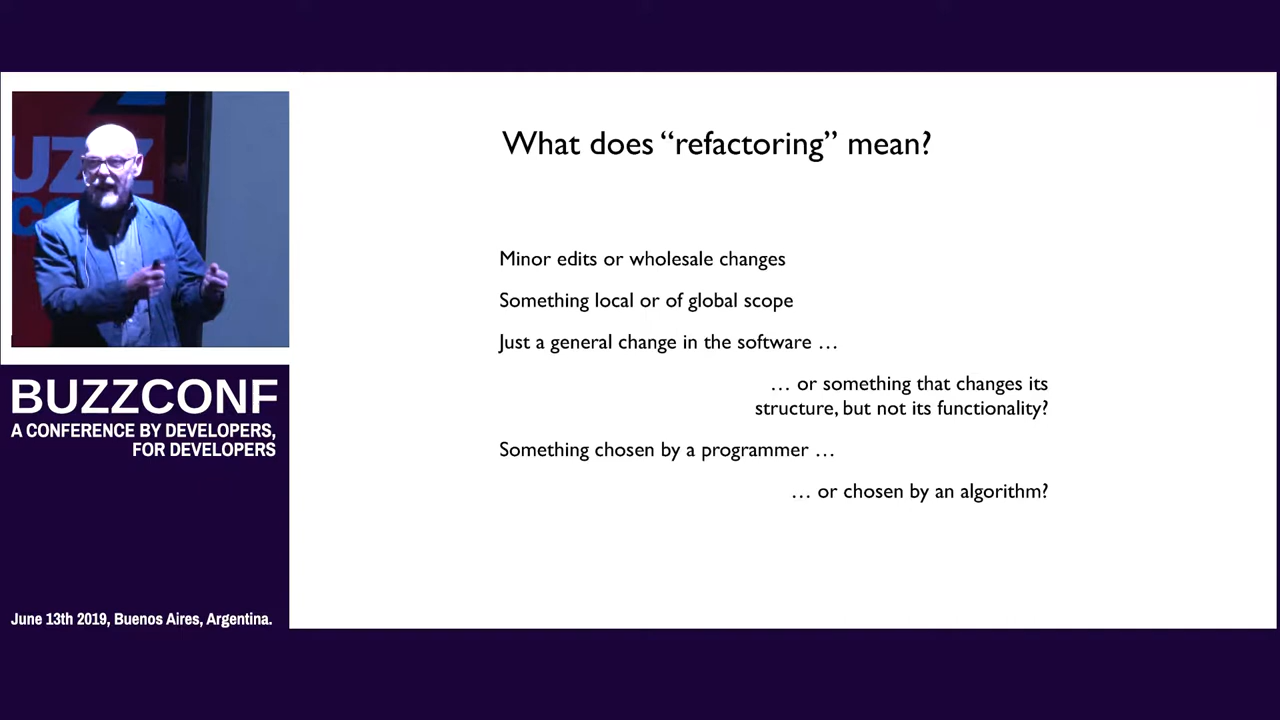 UZZ
CO
BUZZCONF
A CONFERENCE BY DEVELOPERS,
FOR DEVELOPERS
June 13th 2019, Buenos Aires, Argentina.
What does “refactoring” mean?
Minor edits or wholesale changes
Something local or of global scope
Just a general change in the software …
… or something that changes its
structure, but not its functionality?
Something chosen by a programmer …
… or chosen by an algorithm?